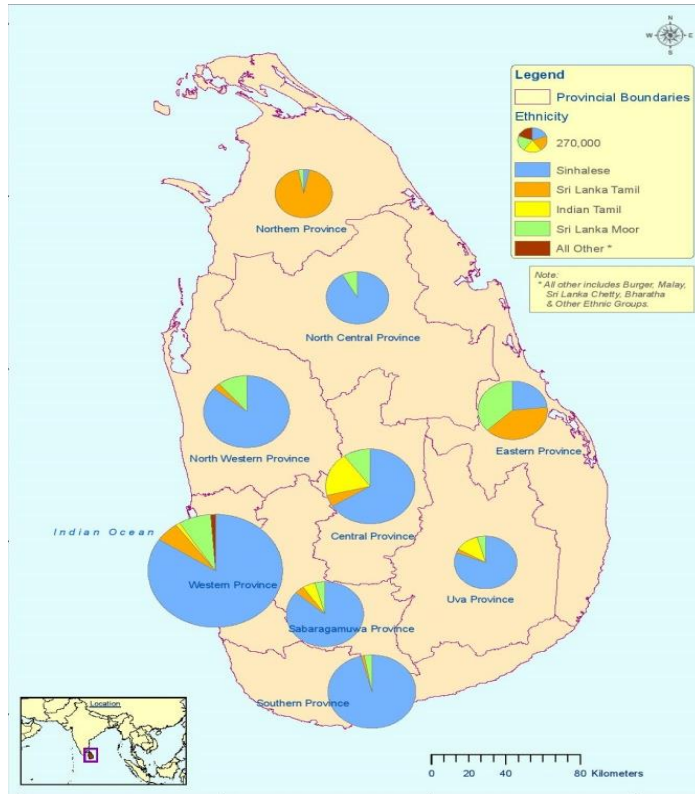 N
W
E
S
Legend
Provincial Boundaries
Ethnicity
270,000
Sinhalese
Sri Lanka Tamil
Indian Tamil
Sri Lanka Moor
All Other *
Note:
* All other includes Burger, Malay,
Sri Lanka Chetty, Bharatha
& Other Ethnic Groups.
Northern Province
North Central Province
North Western Province
Eastern Province
Central Province
Indian Ocean
Western Province
Uva Province
Sabaragamuwa Province
Southern Province
Location
0 20 40 80 Kilometers